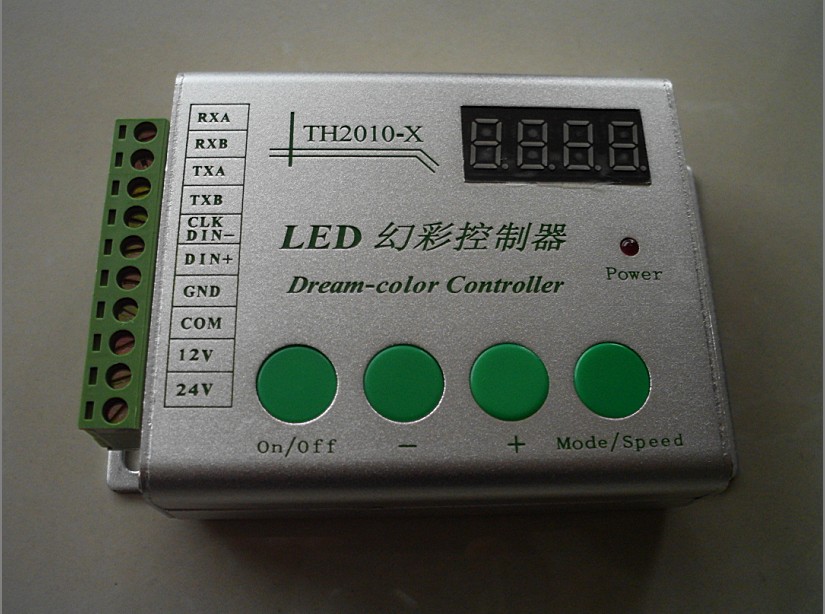 RXA
RXB
TXA
TXB
CLK
DIN-
DIN+
GND
COM
12V
24V
TH2010-X
LED 幻彩控制器
Dream-color Controller
Power
On/Off
-
+
Mode/Speed